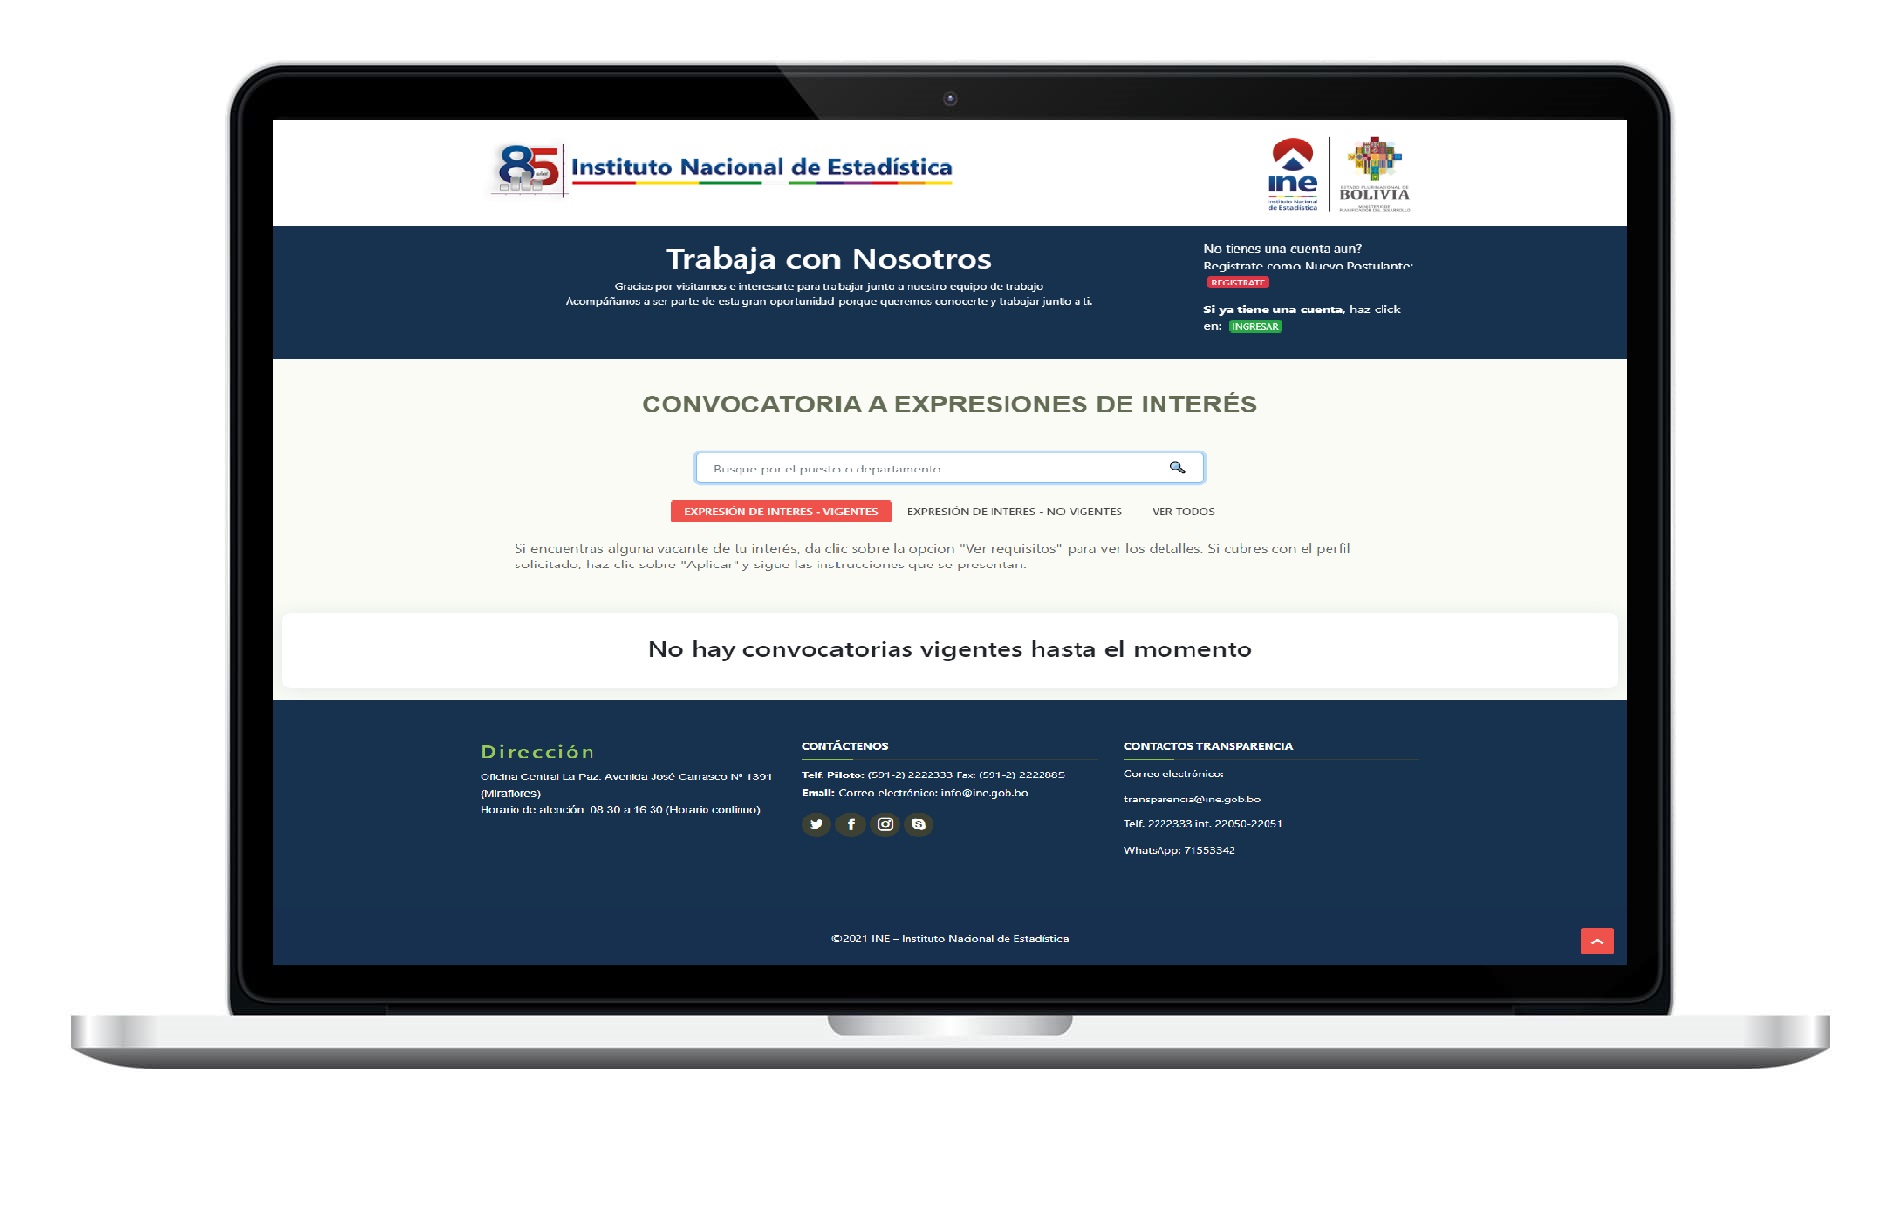 85 años
Instituto Nacional de Estadística
ine
Instituto Nacional
de Estadística
ESTADO PLURINACIONAL DE
BOLIVIA
MINISTERIO DE
PLANIFICACIÓN DEL DESARROLLO
Trabaja con Nosotros
Gracias por visitarnos e interesarte para trabajar junto a nuestro equipo de trabajo
Acompáñanos a ser parte de esta gran oportunidad porque queremos conocerte y trabajar junto a ti.
No tienes una cuenta aun?
Registrate como Nuevo Postulante:
REGISTRATE
Si ya tiene una cuenta, haz click
en: INGRESAR
CONVOCATORIA A EXPRESIONES DE INTERÉS
Busque por el puesto o departamento
EXPRESIÓN DE INTERES - VIGENTES
EXPRESIÓN DE INTERES - NO VIGENTES
VER TODOS
Si encuentras alguna vacante de tu interés, da clic sobre la opcion "Ver requisitos" para ver los detalles. Si cubres con el perfil
solicitado, haz clic sobre "Aplicar" y sigue las instrucciones que se presentan.
No hay convocatorias vigentes hasta el momento
Dirección
Oficina Central La Paz. Avenida José Carrasco N° 1391
(Miraflores)
Horario de atención: 08:30 a 16:30 (Horario continuo)
CONTÁCTENOS
Telf. Piloto: (591-2) 2222333 Fax: (591-2) 2222885
Email: Correo electrónico: info@ine.gob.bo
CONTACTOS TRANSPARENCIA
Correo electrónico:
transparencia@ine.gob.bo
Telf. 2222333 int. 22050-22051
WhatsApp: 71553342
©2021 INE – Instituto Nacional de Estadística